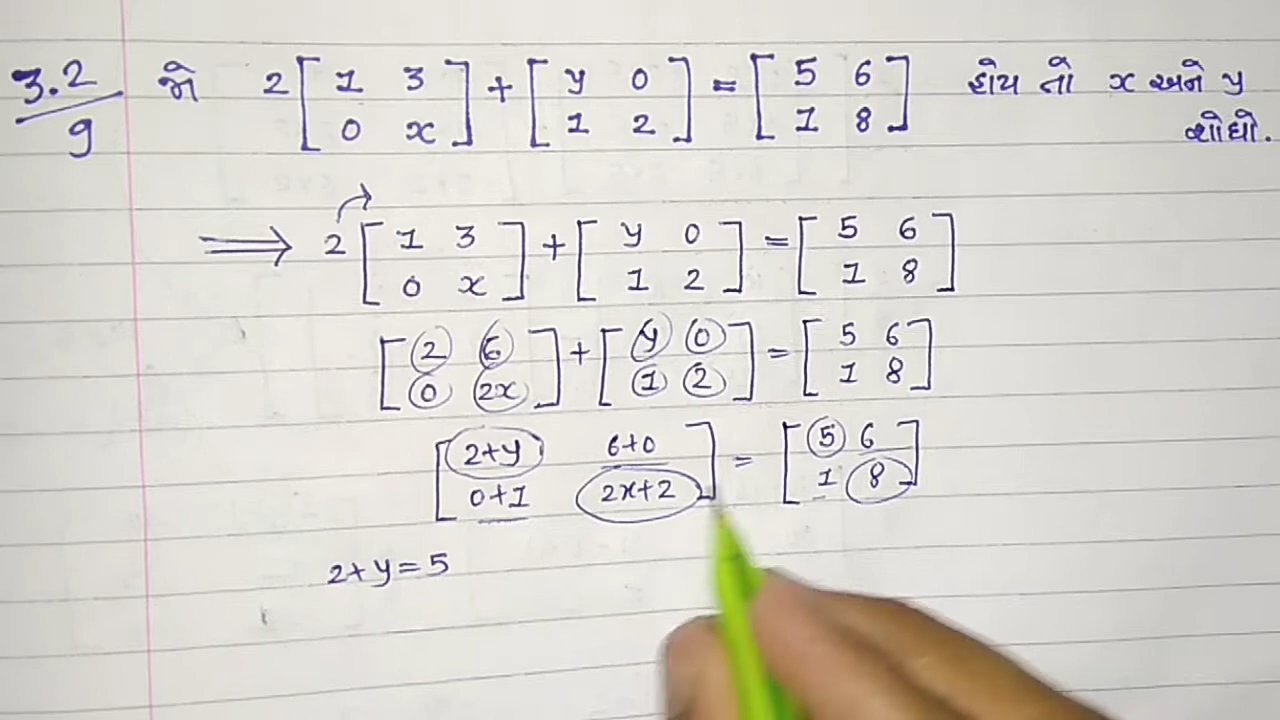 3.2/9 જો 2[1 3; 0 x] + [y 0; 1 2] = [5 6; 1 8] હોય તો x અને y
શોધો.
⟹ 2[1 3; 0 x] + [y 0; 1 2] = [5 6; 1 8]
[2 6; 0 2x] + [y 0; 1 2] = [5 6; 1 8]
[2+y 6+0; 0+1 2x+2] = [5 6; 1 8]
2+y=5